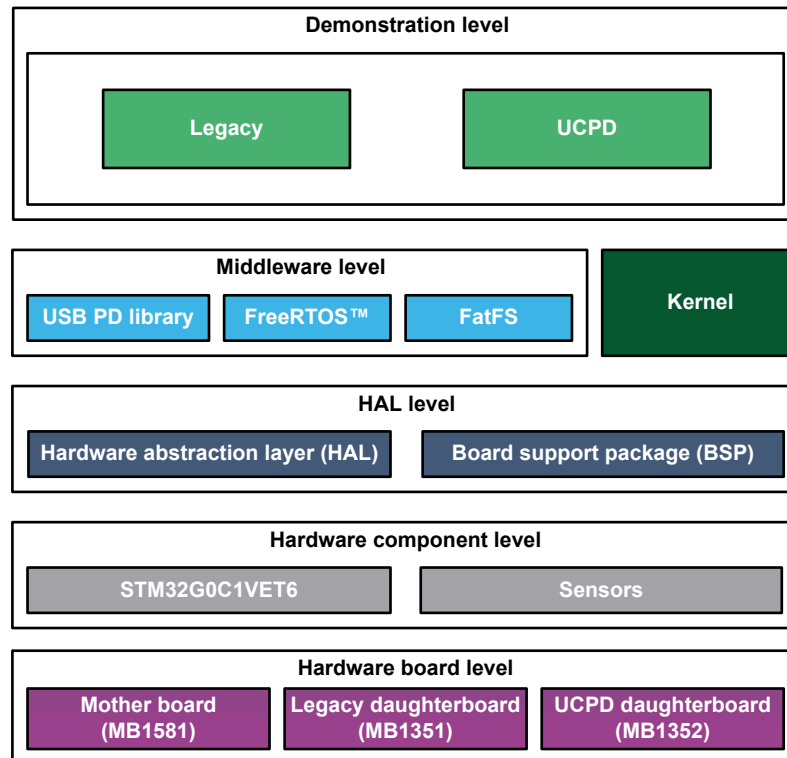 Demonstration level
Legacy
UCPD
Middleware level
USB PD library
FreeRTOS™
FatFS
Kernel
HAL level
Hardware abstraction layer (HAL)
Board support package (BSP)
Hardware component level
STM32G0C1VET6
Sensors
Hardware board level
Mother board
(MB1581)
Legacy daughterboard
(MB1351)
UCPD daughterboard
(MB1352)